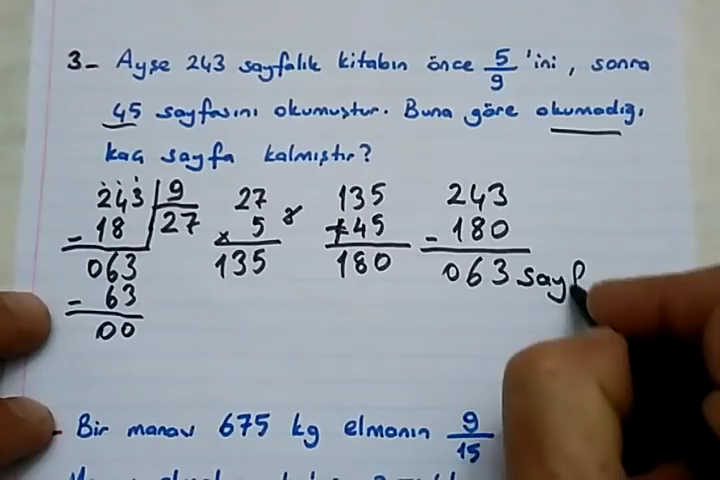 3- Ayşe 243 sayfalık kitabın önce 5/9 'ini, sonra
45 sayfasını okumuştur. Buna göre okumadığı
kaç sayfa kalmıştır?
243 9 27 135 243
- 18 27 x 5 +45 - 180
063 135 180 063 sayf
- 63
00
- Bir manav 675 kg elmanın 9/15